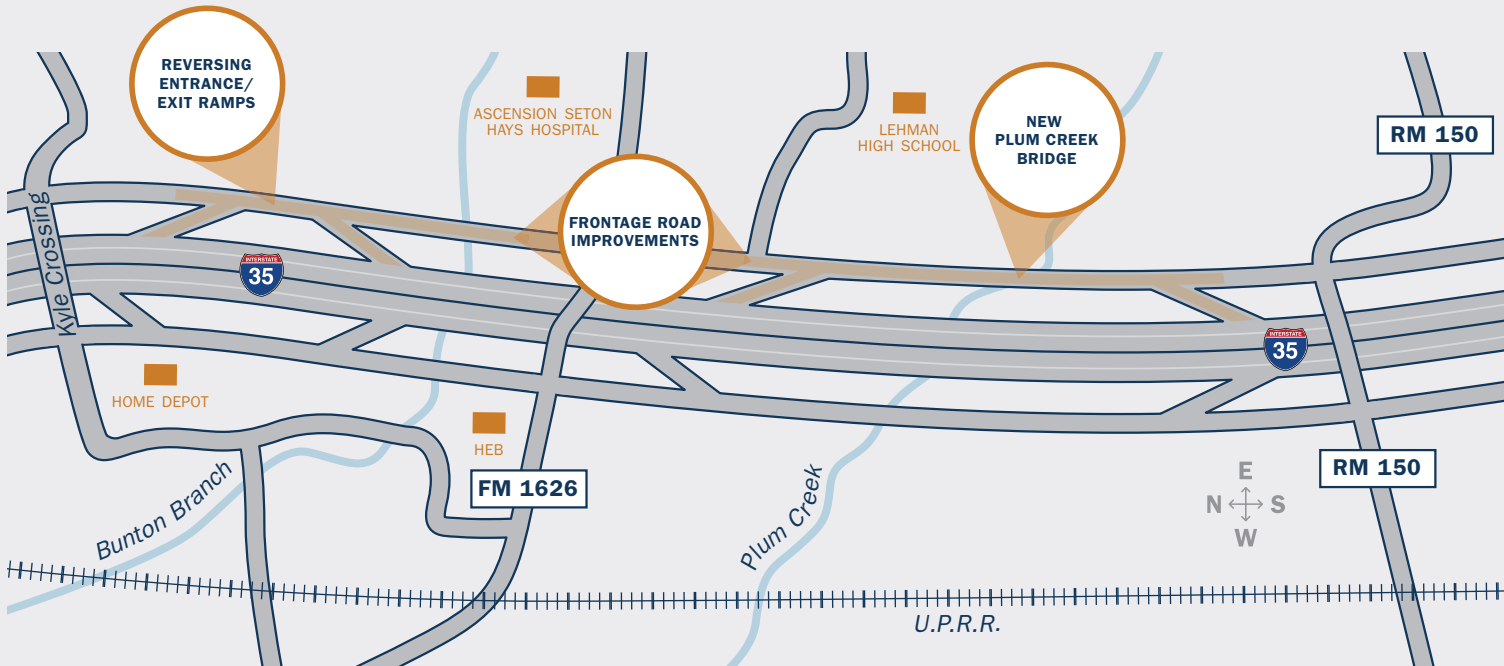 REVERSING
ENTRANCE/
EXIT RAMPS
ASCENSION SETON
HAYS HOSPITAL
LEHMAN
HIGH SCHOOL
NEW
PLUM CREEK
BRIDGE
RM 150
FRONTAGE ROAD
IMPROVEMENTS
Kyle Crossing
INTERSTATE
35
INTERSTATE
35
HOME DEPOT
HEB
FM 1626
RM 150
Bunton Branch
Plum Creek
E
N S
W
U.P.R.R.